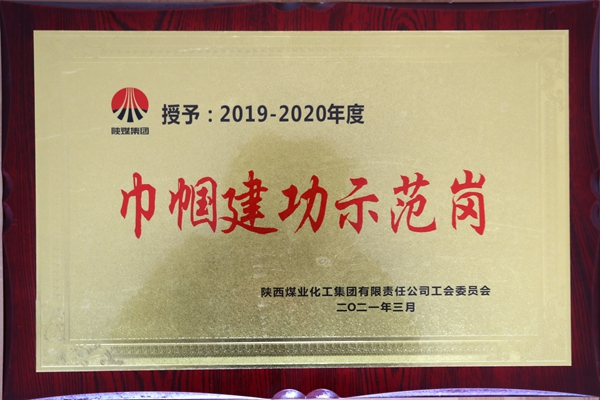 授予：2019-2020年度
陕煤集团
巾帼建功示范岗
陕西煤业化工集团有限责任公司工会委员会
二〇二一年三月